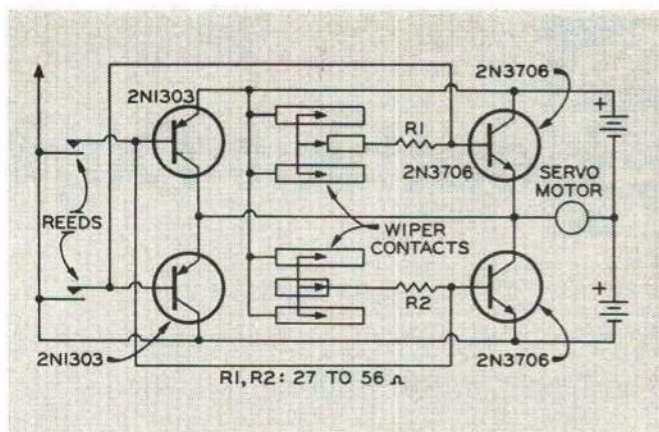 2N1303
2N3706
+
R1
2N3706
SERVO
MOTOR
REEDS
WIPER
CONTACTS
+
R2
2N1303
2N3706
R1, R2: 27 TO 56 Ω